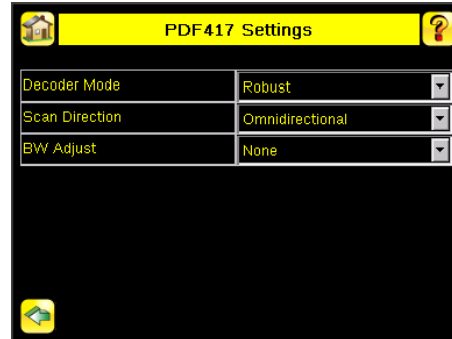 PDF417 Settings
?
Decoder Mode Robust
Scan Direction Omnidirectional
BW Adjust None